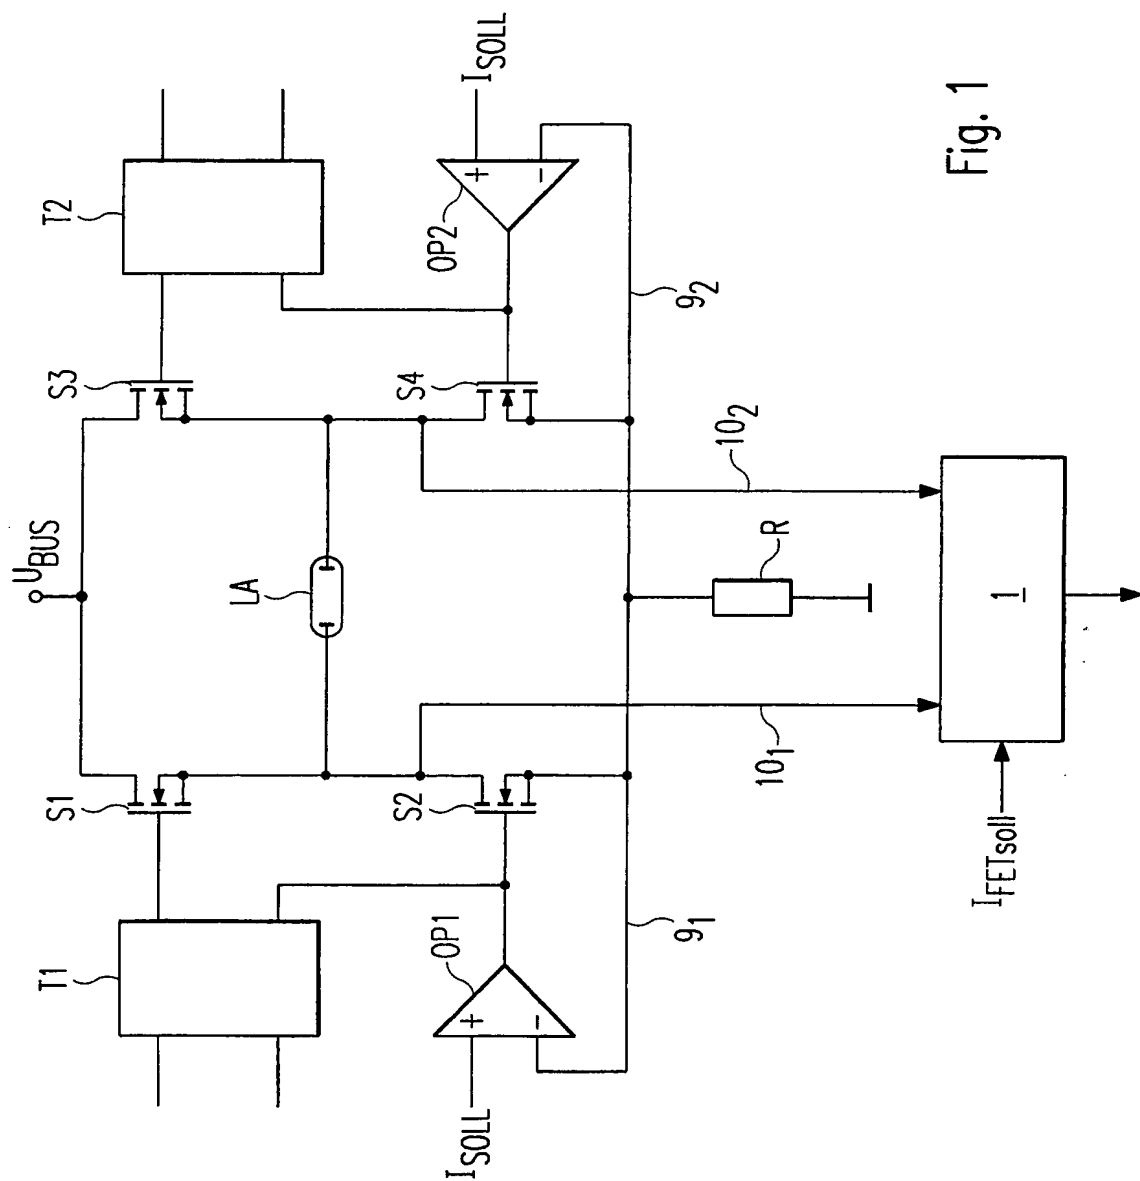 U_BUS
T1
S1
S3
T2
LA
I_SOLL
OP1
S2
S4
OP2
I_SOLL
9_1
10_1
R
10_2
9_2
I_FETsoll
1
Fig. 1
+
-
+
-